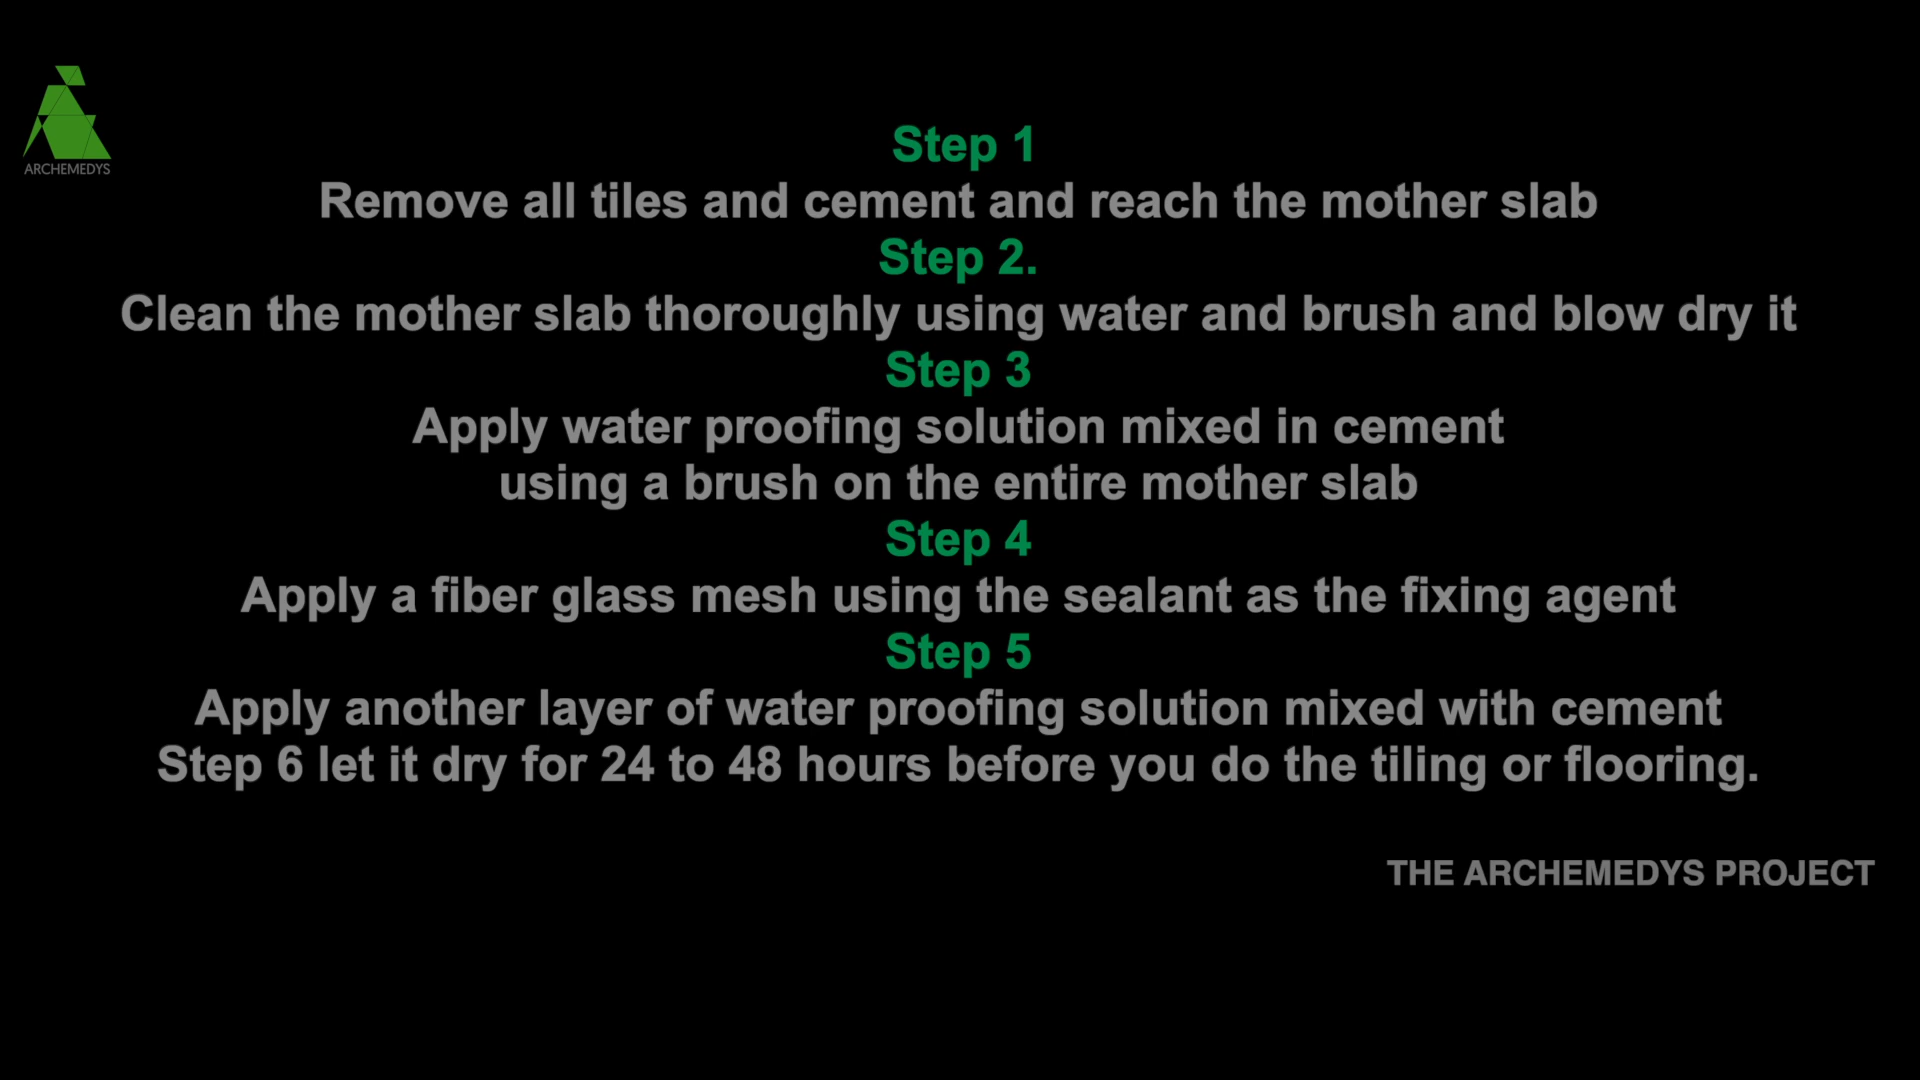 ARCHEMEDYS
Step 1
Remove all tiles and cement and reach the mother slab
Step 2.
Clean the mother slab thoroughly using water and brush and blow dry it
Step 3
Apply water proofing solution mixed in cement
using a brush on the entire mother slab
Step 4
Apply a fiber glass mesh using the sealant as the fixing agent
Step 5
Apply another layer of water proofing solution mixed with cement
Step 6 let it dry for 24 to 48 hours before you do the tiling or flooring.
THE ARCHEMEDYS PROJECT